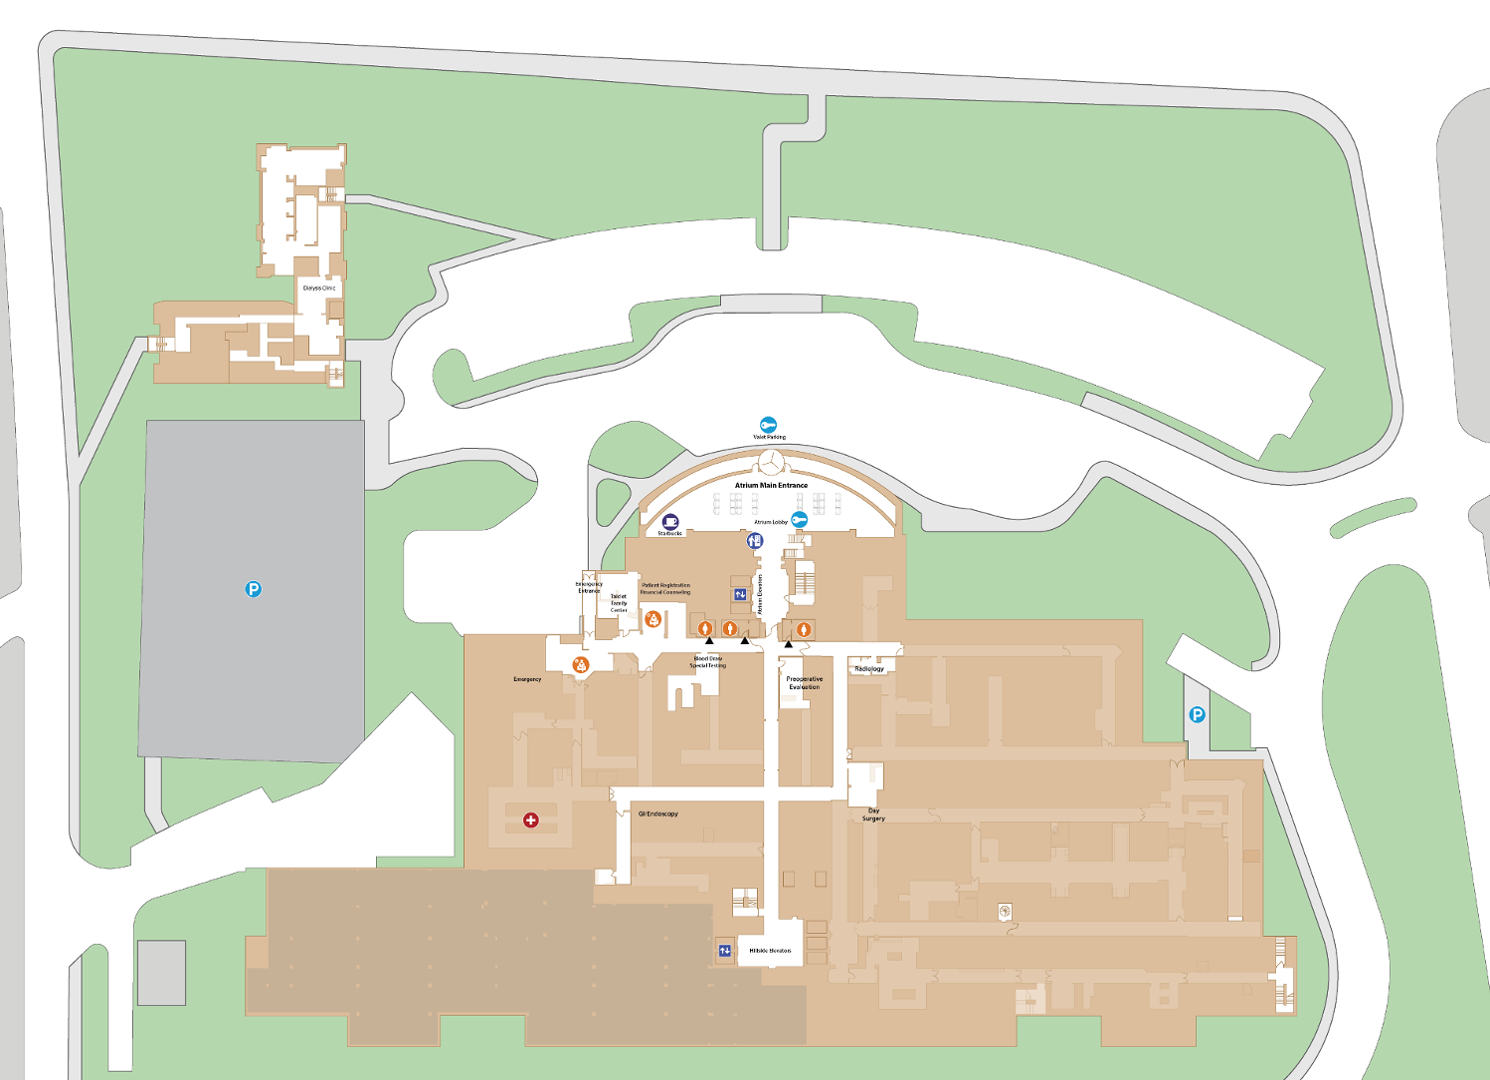 Dialysis Clinic
Valet Parking
Atrium Main Entrance
Atrium Lobby
Starbucks
Emergency
Entrance
Patient Registration
Financial Counseling
Atrium Elevators
Family
Center
Blood Draw
Special Testing
Emergency
Preoperative
Evaluation
Radiology
P
P
GI Endoscopy
Day
Surgery
Hillside Elevators